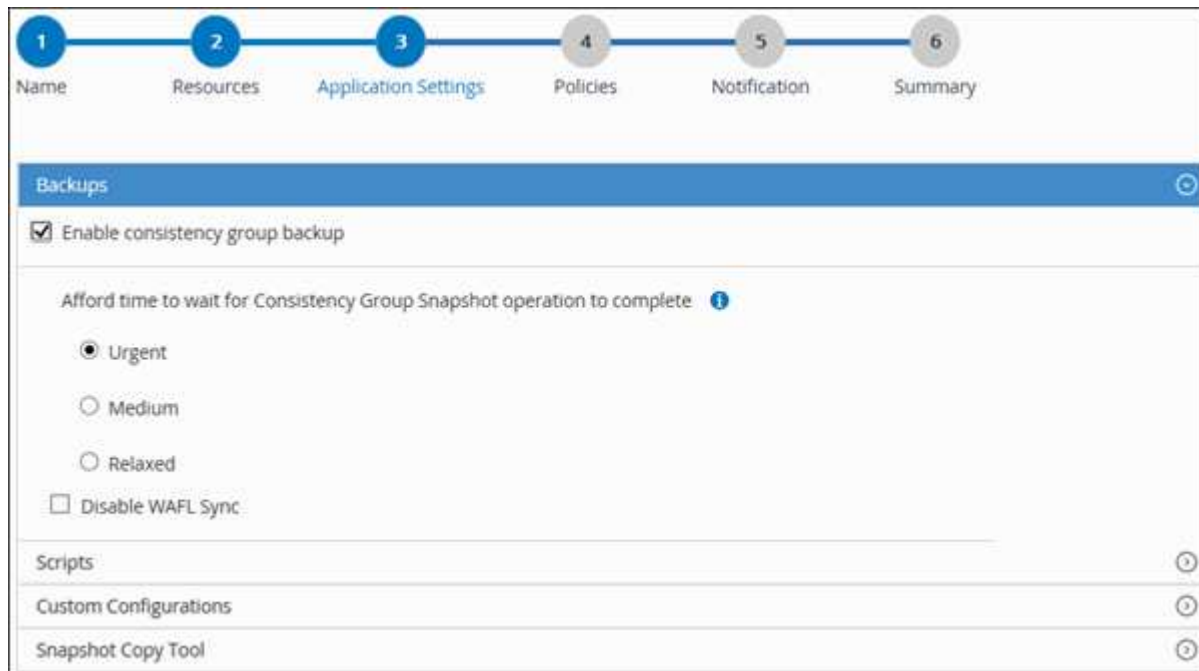 1 2 3 4 5 6
Name Resources Application Settings Policies Notification Summary
Backups
Enable consistency group backup
Afford time to wait for Consistency Group Snapshot operation to complete
Urgent
Medium
Relaxed
Disable WAFL Sync
Scripts
Custom Configurations
Snapshot Copy Tool